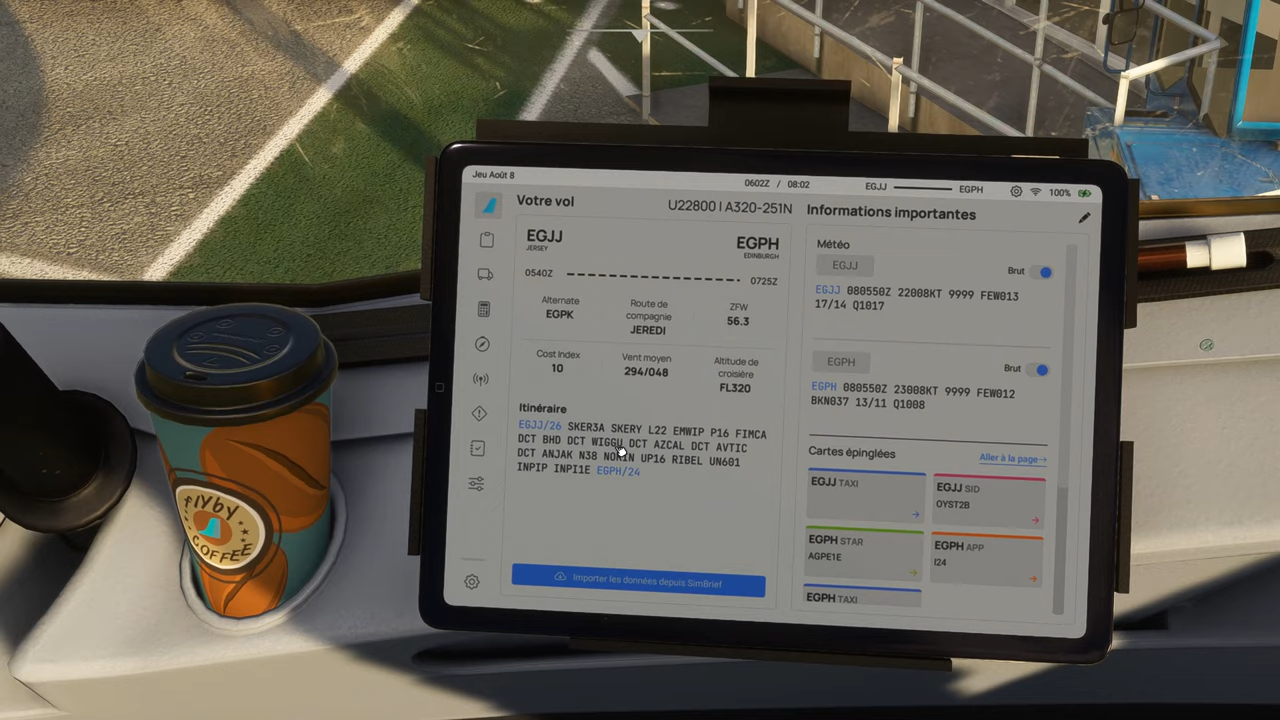 Jeu Août 8
0602Z / 08:02
EGJJ
EGPH
100%
Votre vol
U22800 | A320-251N
EGJJ
JERSEY
EGPH
EDINBURGH
0540Z
0725Z
Alternate
EGPK
Route de
compagnie
JEREDI
ZFW
56.3
Cost index
10
Vent moyen
294/048
Altitude de
croisière
FL320
Itinéraire
EGJJ/26 SKER3A SKERY L22 EMWIP P16 FIMCA
DCT BHD DCT WIGGU DCT AZCAL DCT AVTIC
DCT ANJAK N38 NOKIN UP16 RIBEL UN601
INPIP INPI1E EGPH/24
Importer les données depuis SimBrief
Informations importantes
Météo
EGJJ
Brut
EGJJ 080550Z 22008KT 9999 FEW013
17/14 Q1017
EGPH
Brut
EGPH 080550Z 23008KT 9999 FEW012
BKN037 13/11 Q1008
Cartes épinglées
Aller à la page
EGJJ TAXI
EGJJ SID
OYST2B
EGPH STAR
AGPE1E
EGPH APP
I24
EGPH TAXI
flyby
COFFEE